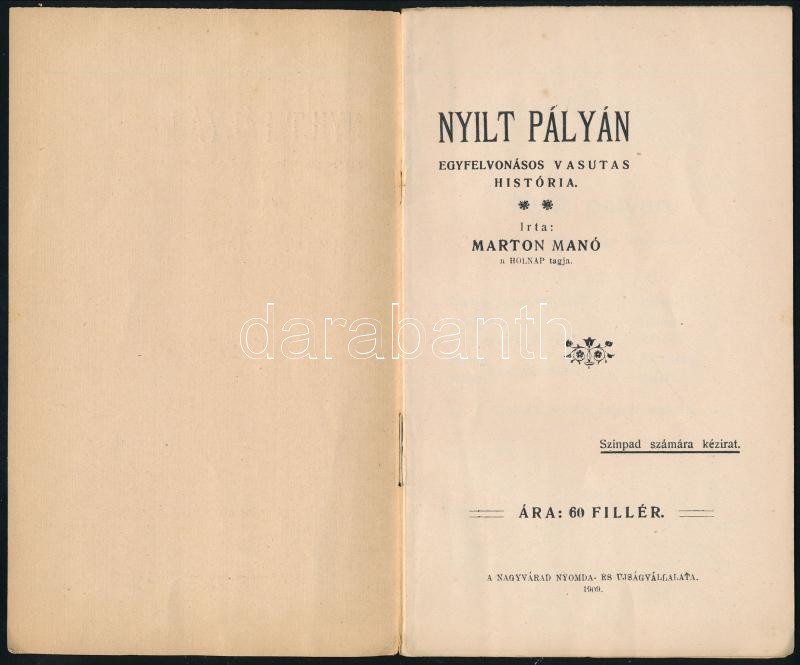 NYILT PÁLYÁN
EGYFELVONÁSOS VASUTAS
HISTÓRIA.
Irta:
MARTON MANÓ
a HOLNAP tagja.
darabanth
Szinpad számára kézirat.
ÁRA: 60 FILLÉR.
A NAGYVÁRAD NYOMDA- ÉS UJSÁGVÁLLALATA.
1909.